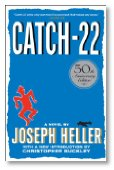 CATCH-22
50th
Anniversary
Edition
A NOVEL BY
JOSEPH HELLER
WITH A NEW INTRODUCTION BY
CHRISTOPHER BUCKLEY